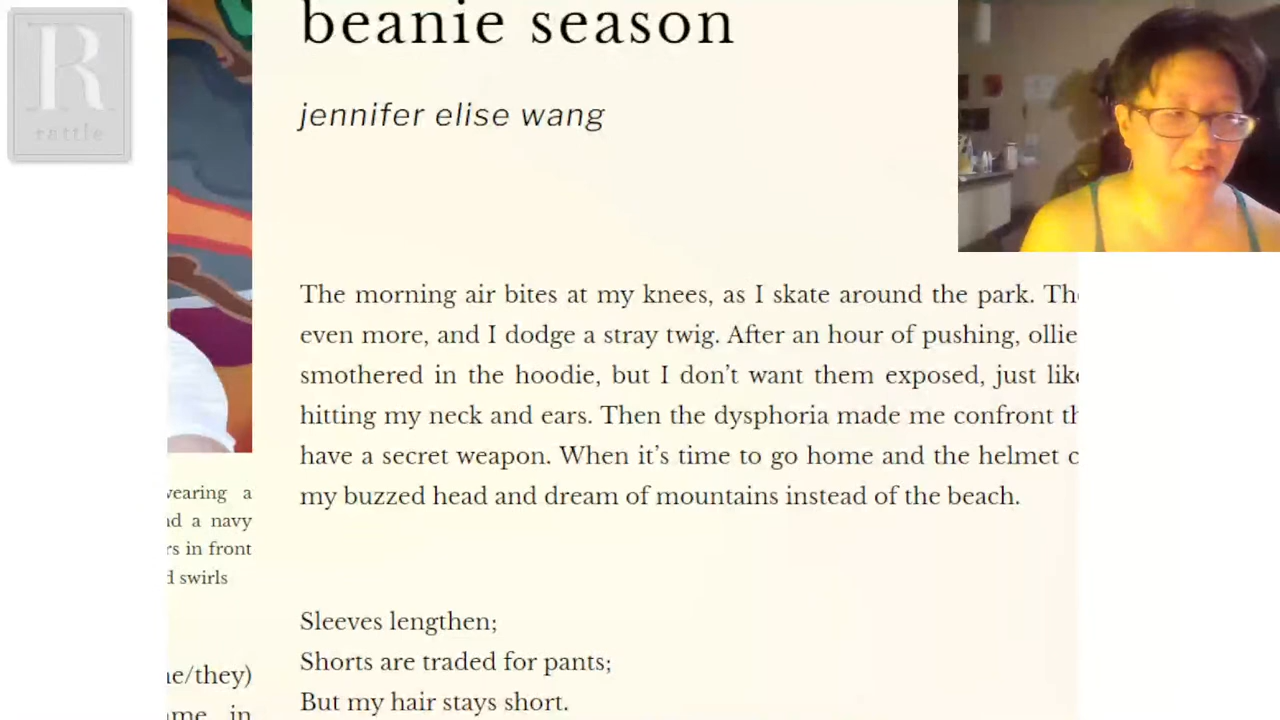 R
rattle
beanie season
jennifer elise wang
The morning air bites at my knees, as I skate around the park.
even more, and I dodge a stray twig. After an hour of pushing, ollie
smothered in the hoodie, but I don't want them exposed, just
hitting my neck and ears. Then the dysphoria made me confront
have a secret weapon. When it's time to go home and the helmet
my buzzed head and dream of mountains instead of the beach.
Sleeves lengthen;
Shorts are traded for pants;
But my hair stays short.
wearing a
a navy
in front
swirls
/they)
in